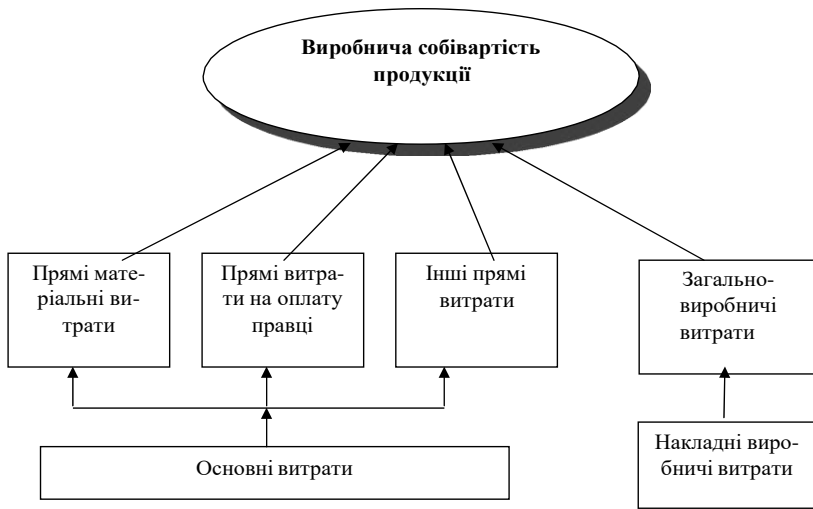 Виробнича собівартість
продукції
Прямі мате-
ріальні ви-
трати
Прямі витра-
ти на оплату
правці
Інші прямі
витрати
Загально-
виробничі
витрати
Основні витрати
Накладні виро-
бничі витрати